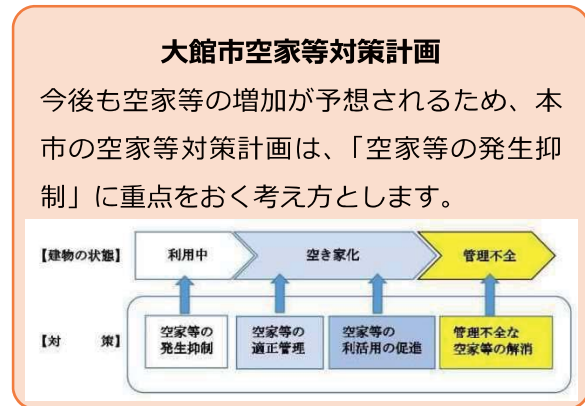 大館市空家等対策計画
今後も空家等の増加が予想されるため、本
市の空家等対策計画は、「空家等の発生抑
制」に重点をおく考え方とします。
【建物の状態】 利用中 空き家化 管理不全
【対　　策】 空家等の 空家等の 空家等の 管理不全な
発生抑制 適正管理 利活用の促進 空家等の解消